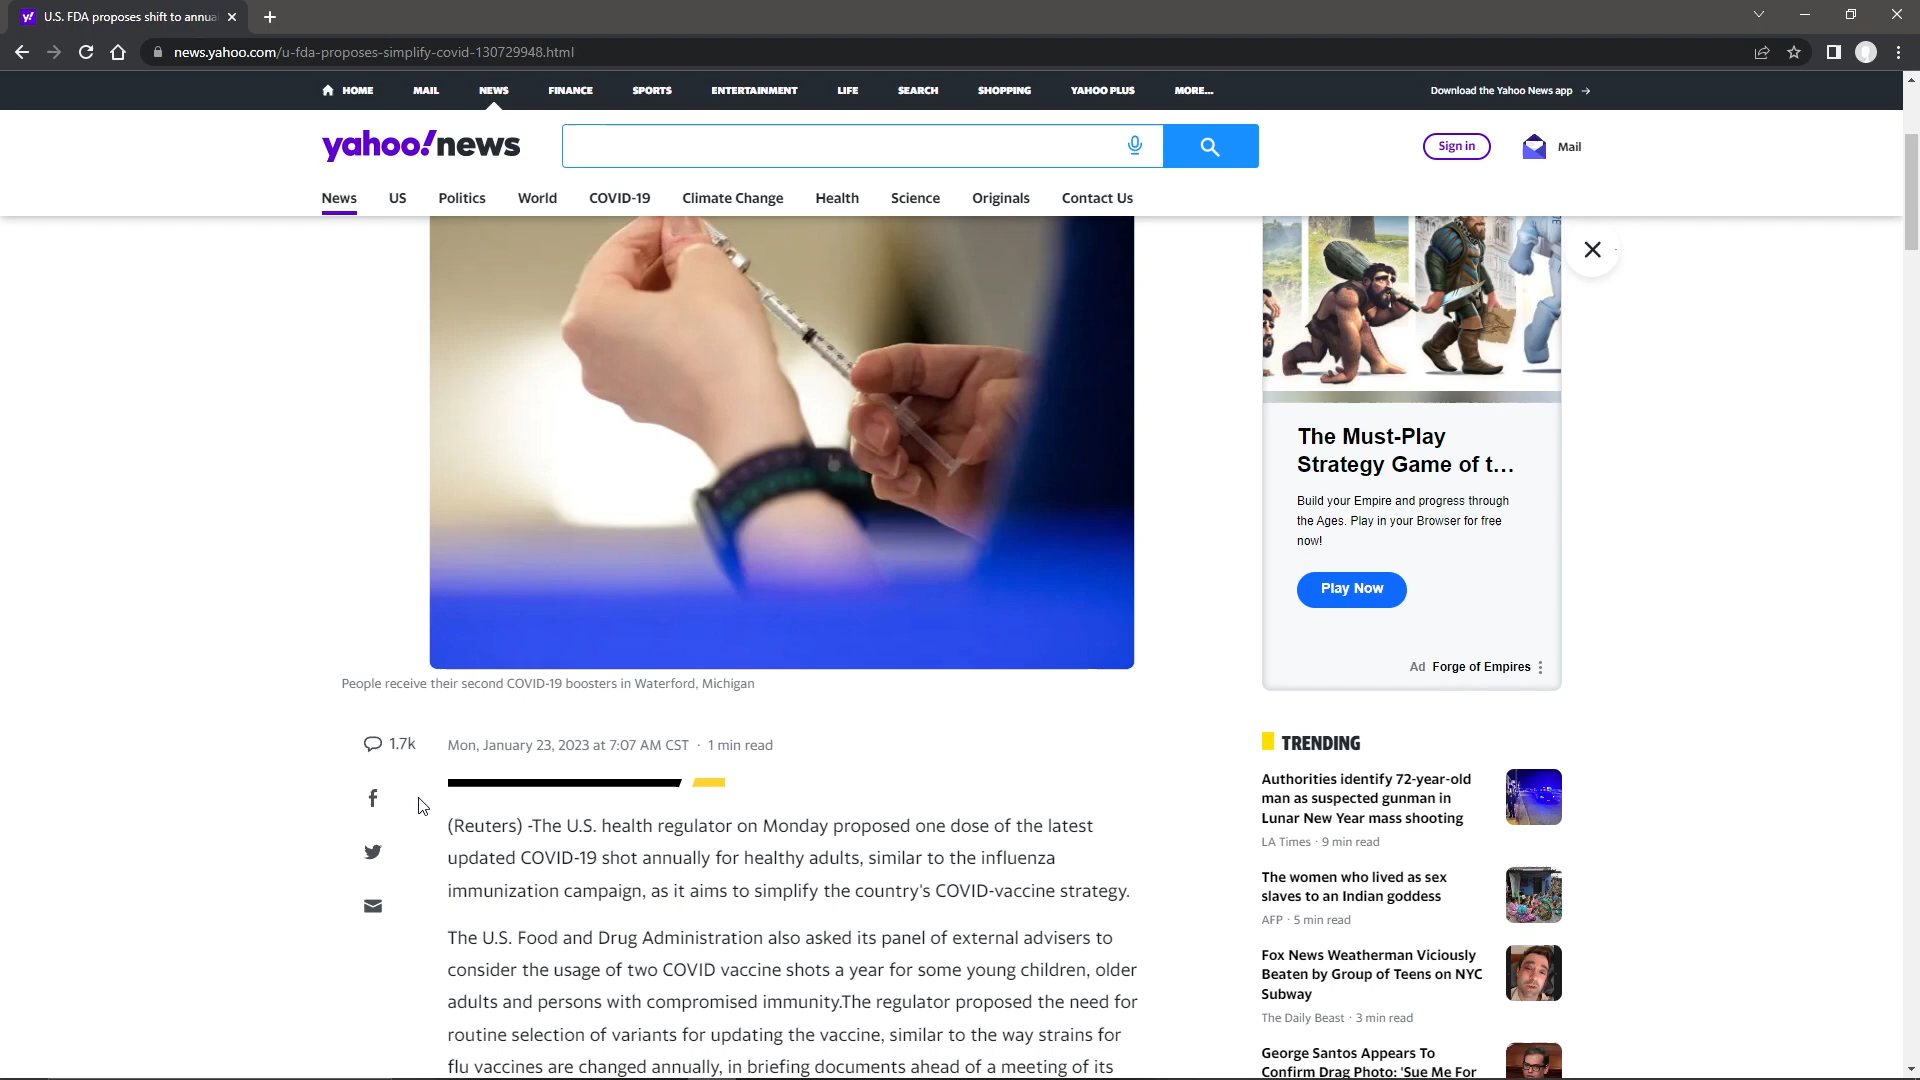 U.S. FDA proposes shift to annua
news.yahoo.com/u-fda-proposes-simplify-covid-130729948.html
HOME MAIL NEWS FINANCE SPORTS ENTERTAINMENT LIFE SEARCH SHOPPING YAHOO PLUS MORE... Download the Yahoo News app →
yahoo!news
Sign in
Mail
News US Politics World COVID-19 Climate Change Health Science Originals Contact Us
The Must-Play
Strategy Game of t...
Build your Empire and progress through
the Ages. Play in your Browser for free
now!
Play Now
Ad Forge of Empires
People receive their second COVID-19 boosters in Waterford, Michigan
1.7k
Mon, January 23, 2023 at 7:07 AM CST · 1 min read
(Reuters) -The U.S. health regulator on Monday proposed one dose of the latest
updated COVID-19 shot annually for healthy adults, similar to the influenza
immunization campaign, as it aims to simplify the country's COVID-vaccine strategy.
The U.S. Food and Drug Administration also asked its panel of external advisers to
consider the usage of two COVID vaccine shots a year for some young children, older
adults and persons with compromised immunity.The regulator proposed the need for
routine selection of variants for updating the vaccine, similar to the way strains for
flu vaccines are changed annually, in briefing documents ahead of a meeting of its
TRENDING
Authorities identify 72-year-old
man as suspected gunman in
Lunar New Year mass shooting
LA Times · 9 min read
The women who lived as sex
slaves to an Indian goddess
AFP · 5 min read
Fox News Weatherman Viciously
Beaten by Group of Teens on NYC
Subway
The Daily Beast · 3 min read
George Santos Appears To
Confirm Drag Photo: 'Sue Me For